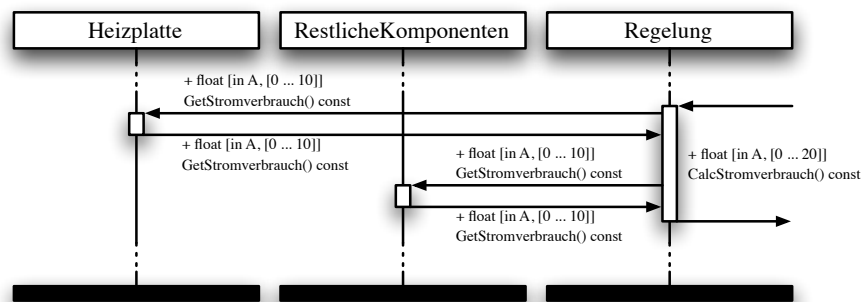 Heizplatte
RestlicheKomponenten
Regelung
+ float [in A, [0 ... 10]]
GetStromverbrauch() const
+ float [in A, [0 ... 10]]
GetStromverbrauch() const
+ float [in A, [0 ... 10]]
GetStromverbrauch() const
+ float [in A, [0 ... 20]]
CalcStromverbrauch() const
+ float [in A, [0 ... 10]]
GetStromverbrauch() const